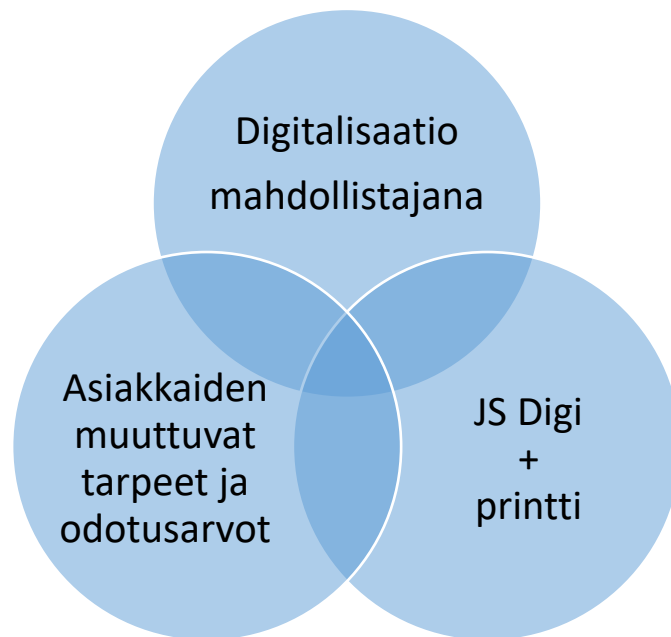 Digitalisaatio
mahdollistajana
Asiakkaiden
muuttuvat
tarpeet ja
odotusarvot
JS Digi
+
printti